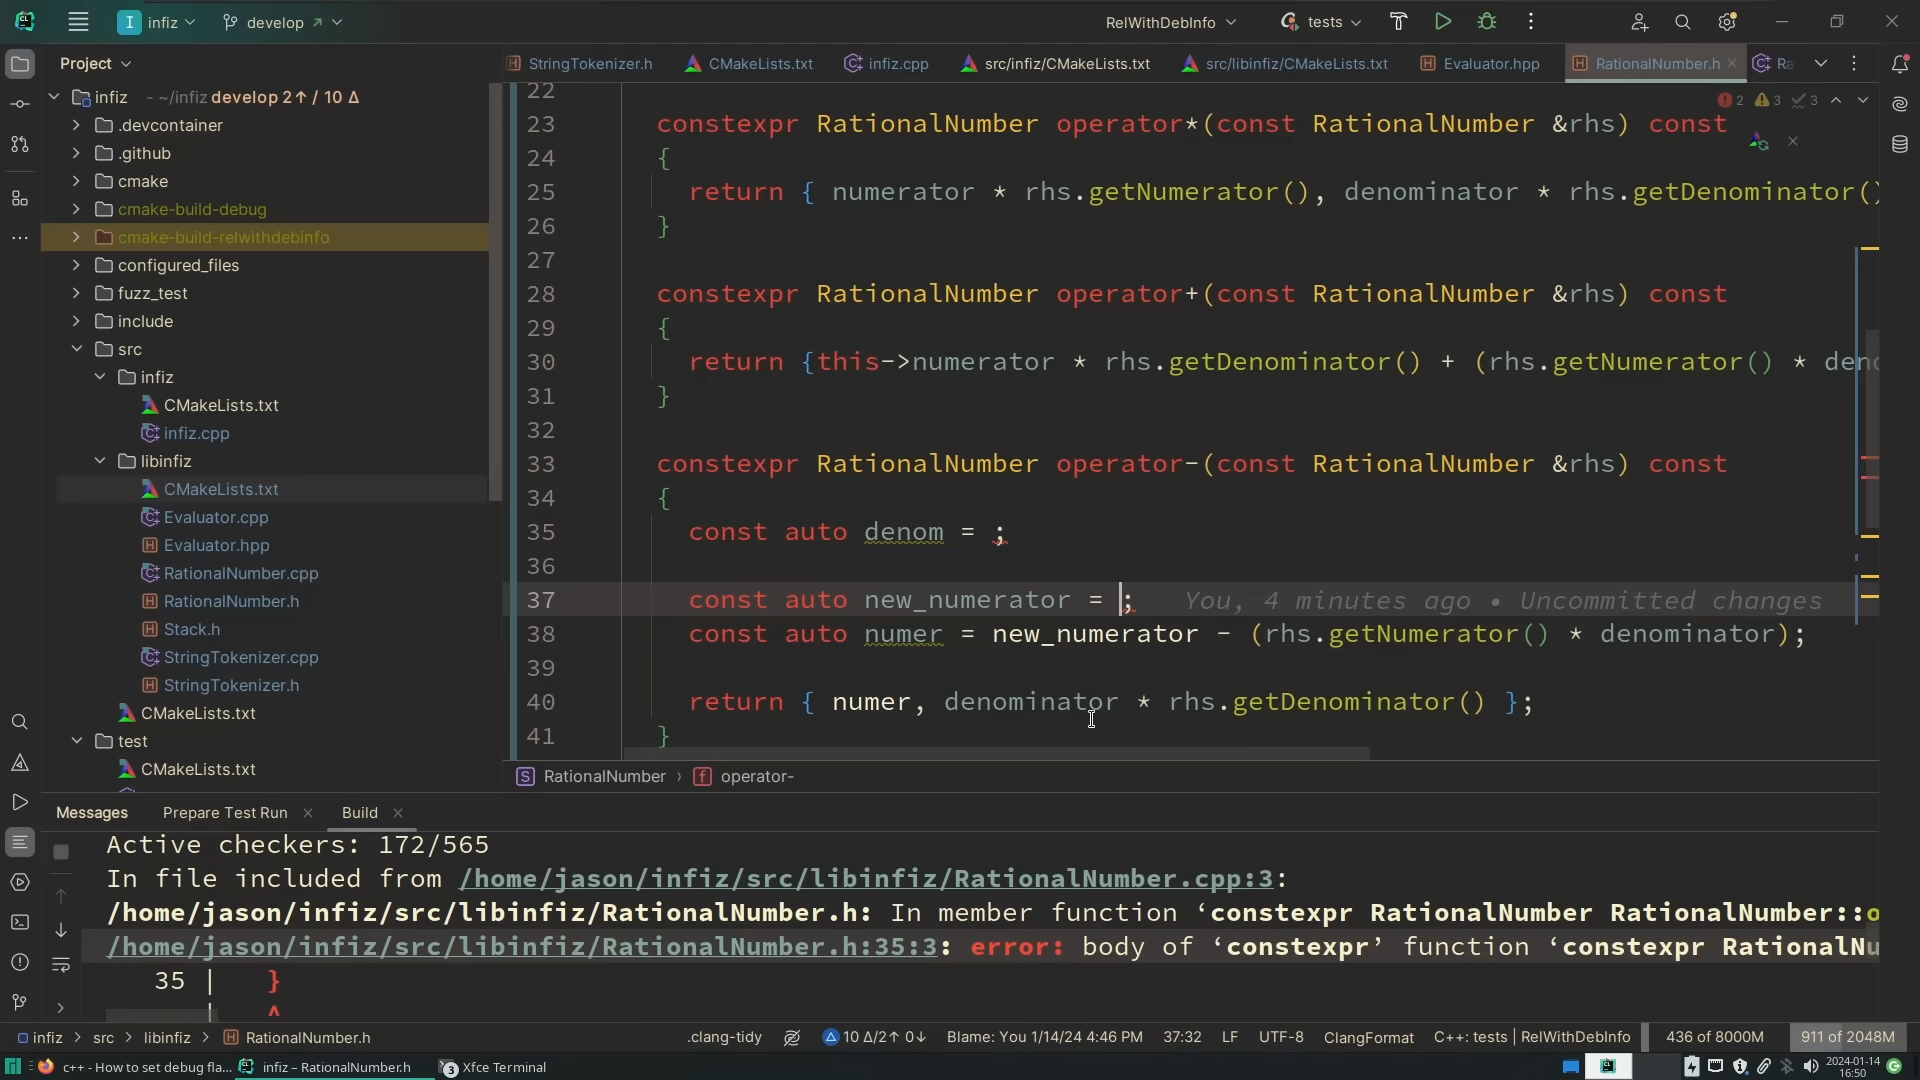 infiz
develop
RelWithDebInfo
tests
Project
StringTokenizer.h
CMakeLists.txt
infiz.cpp
src/infiz/CMakeLists.txt
src/libinfiz/CMakeLists.txt
Evaluator.hpp
RationalNumber.h
Ra
infiz - ~/infiz develop 2↑ / 10 Δ
.devcontainer
.github
cmake
cmake-build-debug
cmake-build-relwithdebinfo
configured_files
fuzz_test
include
src
infiz
CMakeLists.txt
infiz.cpp
libinfiz
CMakeLists.txt
Evaluator.cpp
Evaluator.hpp
RationalNumber.cpp
RationalNumber.h
Stack.h
StringTokenizer.cpp
StringTokenizer.h
CMakeLists.txt
test
CMakeLists.txt
2 3 3
22
23 constexpr RationalNumber operator*(const RationalNumber &rhs) const
24 {
25 return { numerator * rhs.getNumerator(), denominator * rhs.getDenominator()
26 }
27
28 constexpr RationalNumber operator+(const RationalNumber &rhs) const
29 {
30 return {this->numerator * rhs.getDenominator() + (rhs.getNumerator() * deno
31 }
32
33 constexpr RationalNumber operator-(const RationalNumber &rhs) const
34 {
35 const auto denom = ;
36
37 const auto new_numerator = ; You, 4 minutes ago • Uncommitted changes
38 const auto numer = new_numerator - (rhs.getNumerator() * denominator);
39
40 return { numer, denominator * rhs.getDenominator() };
41 }
S RationalNumber › f operator-
Messages Prepare Test Run Build
Active checkers: 172/565
In file included from /home/jason/infiz/src/libinfiz/RationalNumber.cpp:3:
/home/jason/infiz/src/libinfiz/RationalNumber.h: In member function ‘constexpr RationalNumber RationalNumber::o
/home/jason/infiz/src/libinfiz/RationalNumber.h:35:3: error: body of ‘constexpr’ function ‘constexpr RationalNu
35 | }
| ^
infiz › src › libinfiz › RationalNumber.h .clang-tidy 10 Δ/2↑ 0↓ Blame: You 1/14/24 4:46 PM 37:32 LF UTF-8 ClangFormat C++: tests | RelWithDebInfo 436 of 8000M 911 of 2048M
c++ - How to set debug fla... infiz – RationalNumber.h 3 Xfce Terminal 2024-01-14
16:50